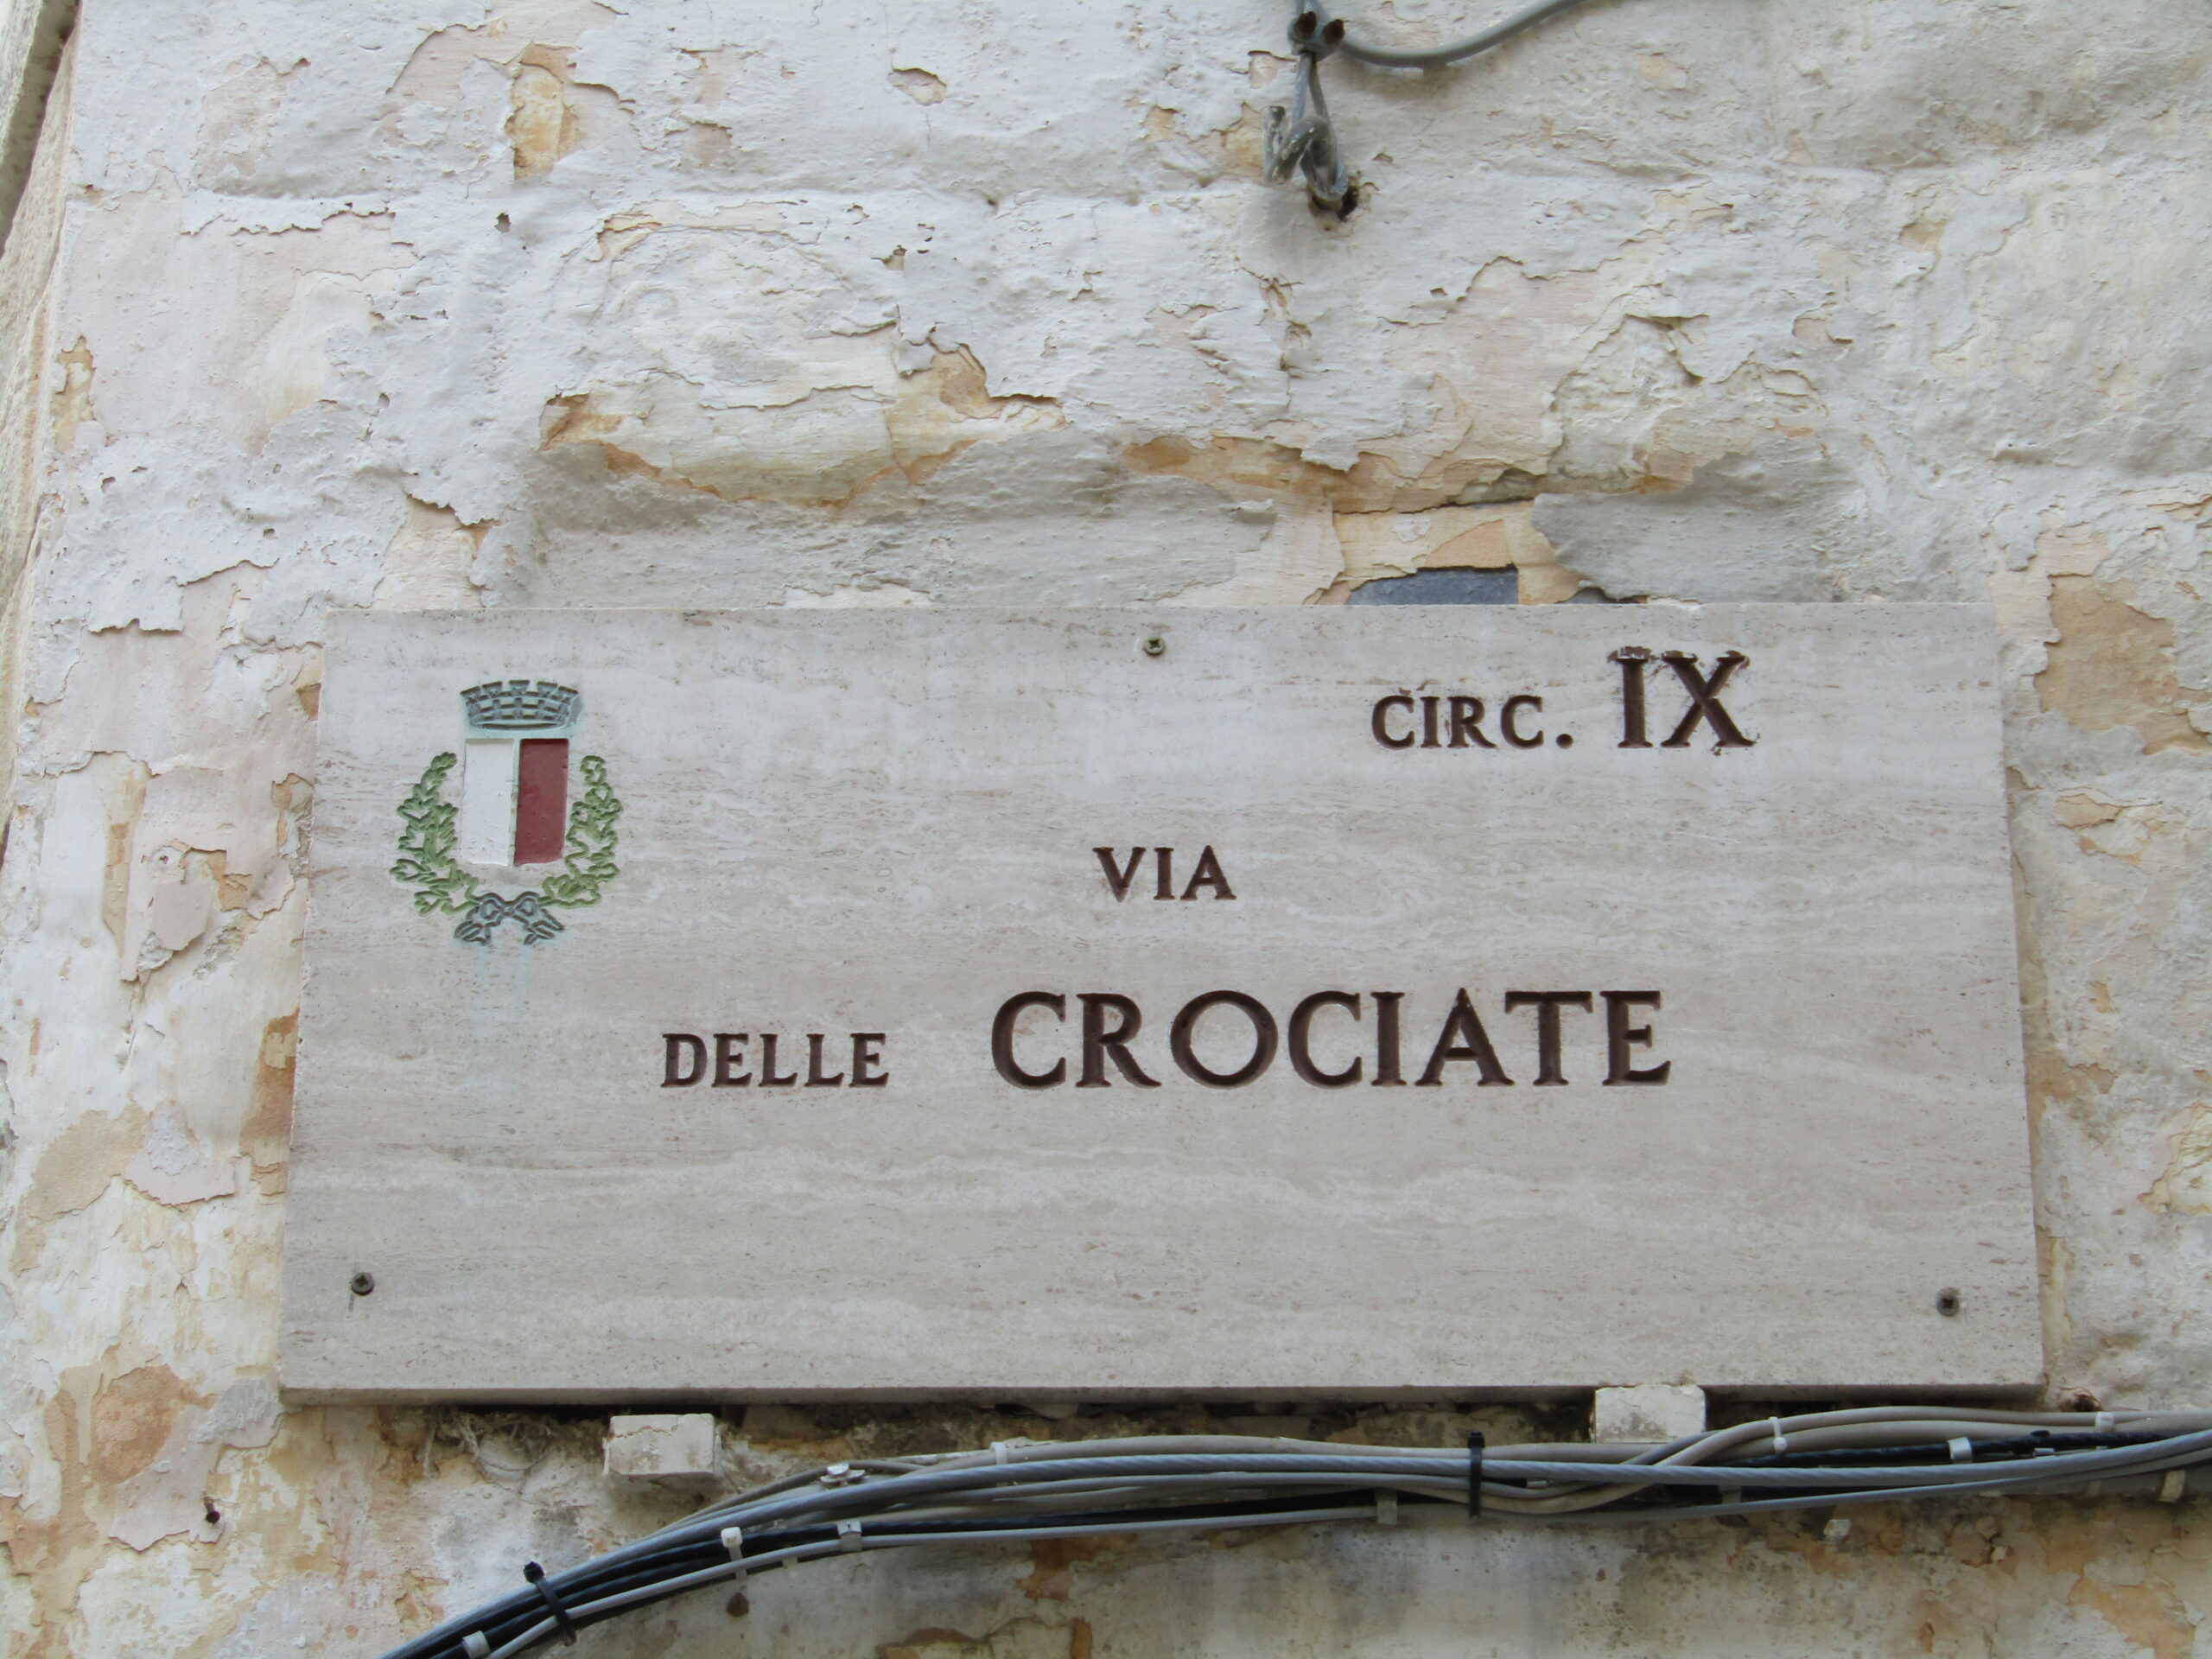 CIRC. IX
VIA
DELLE CROCIATE